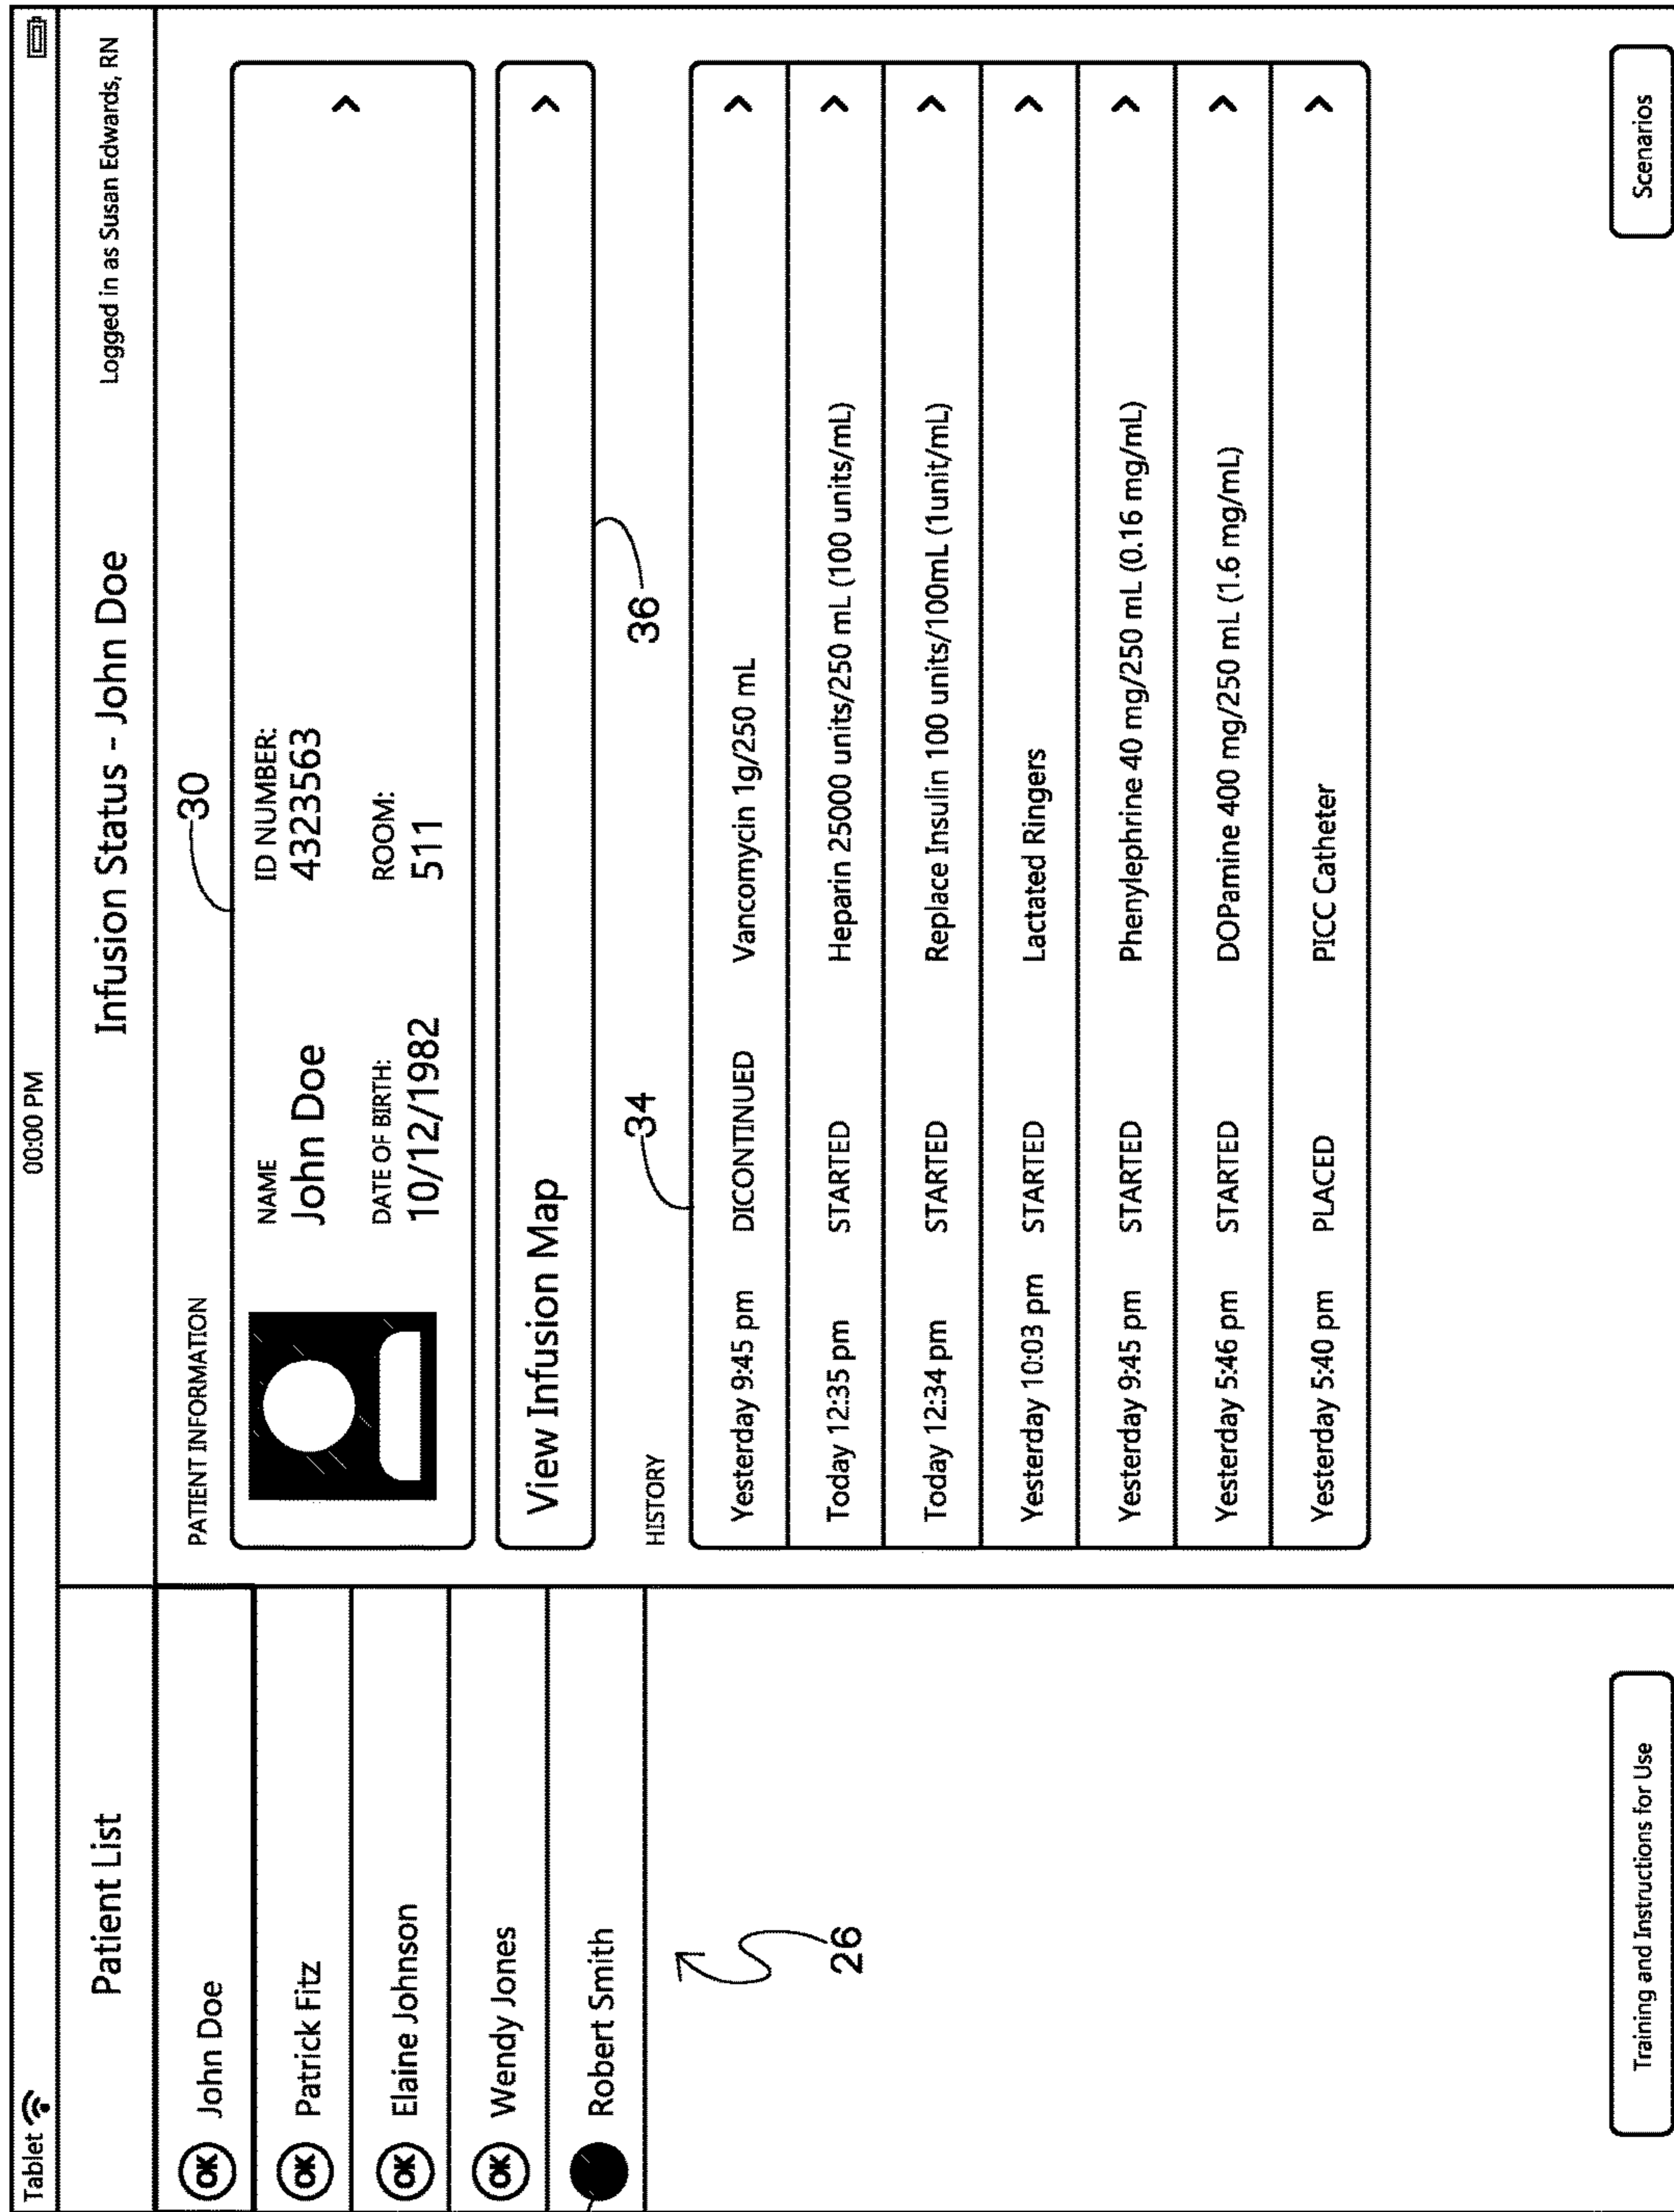 Tablet 00:00 PM
Patient List
Infusion Status - John Doe
Logged in as Susan Edwards, RN
OK John Doe
OK Patrick Fitz
OK Elaine Johnson
OK Wendy Jones
Robert Smith
26
Training and Instructions for Use
PATIENT INFORMATION
30
NAME ID NUMBER:
John Doe 4323563
DATE OF BIRTH: ROOM:
10/12/1982 511
View Infusion Map
36
HISTORY
34
Yesterday 9:45 pm DICONTINUED Vancomycin 1g/250 mL
Today 12:35 pm STARTED Heparin 25000 units/250 mL (100 units/mL)
Today 12:34 pm STARTED Replace Insulin 100 units/100mL (1unit/mL)
Yesterday 10:03 pm STARTED Lactated Ringers
Yesterday 9:45 pm STARTED Phenylephrine 40 mg/250 mL (0.16 mg/mL)
Yesterday 5:46 pm STARTED DOPamine 400 mg/250 mL (1.6 mg/mL)
Yesterday 5:40 pm PLACED PICC Catheter
Scenarios